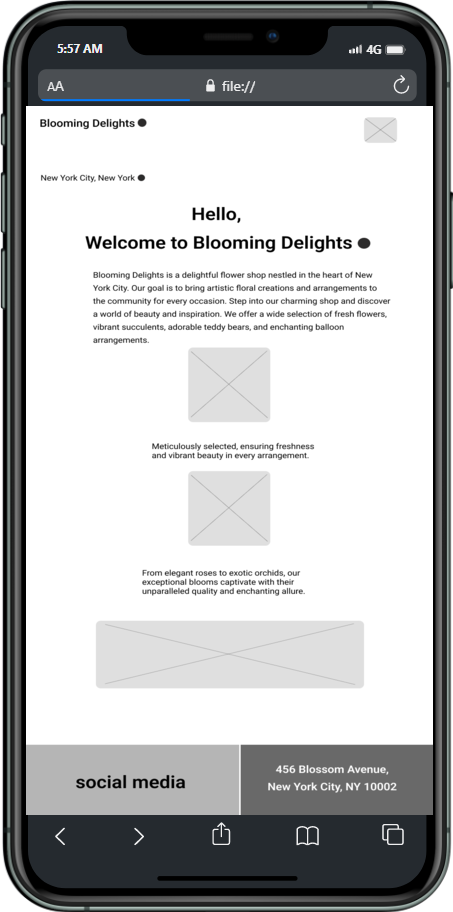 5:57 AM
4G
AA
file://
Blooming Delights
New York City, New York
Hello,
Welcome to Blooming Delights
Blooming Delights is a delightful flower shop nestled in the heart of New
York City. Our goal is to bring artistic floral creations and arrangements to
the community for every occasion. Step into our charming shop and discover
a world of beauty and inspiration. We offer a wide selection of fresh flowers,
vibrant succulents, adorable teddy bears, and enchanting balloon
arrangements.
Meticulously selected, ensuring freshness
and vibrant beauty in every arrangement.
From elegant roses to exotic orchids, our
exceptional blooms captivate with their
unparalleled quality and enchanting allure.
social media
456 Blossom Avenue,
New York City, NY 10002